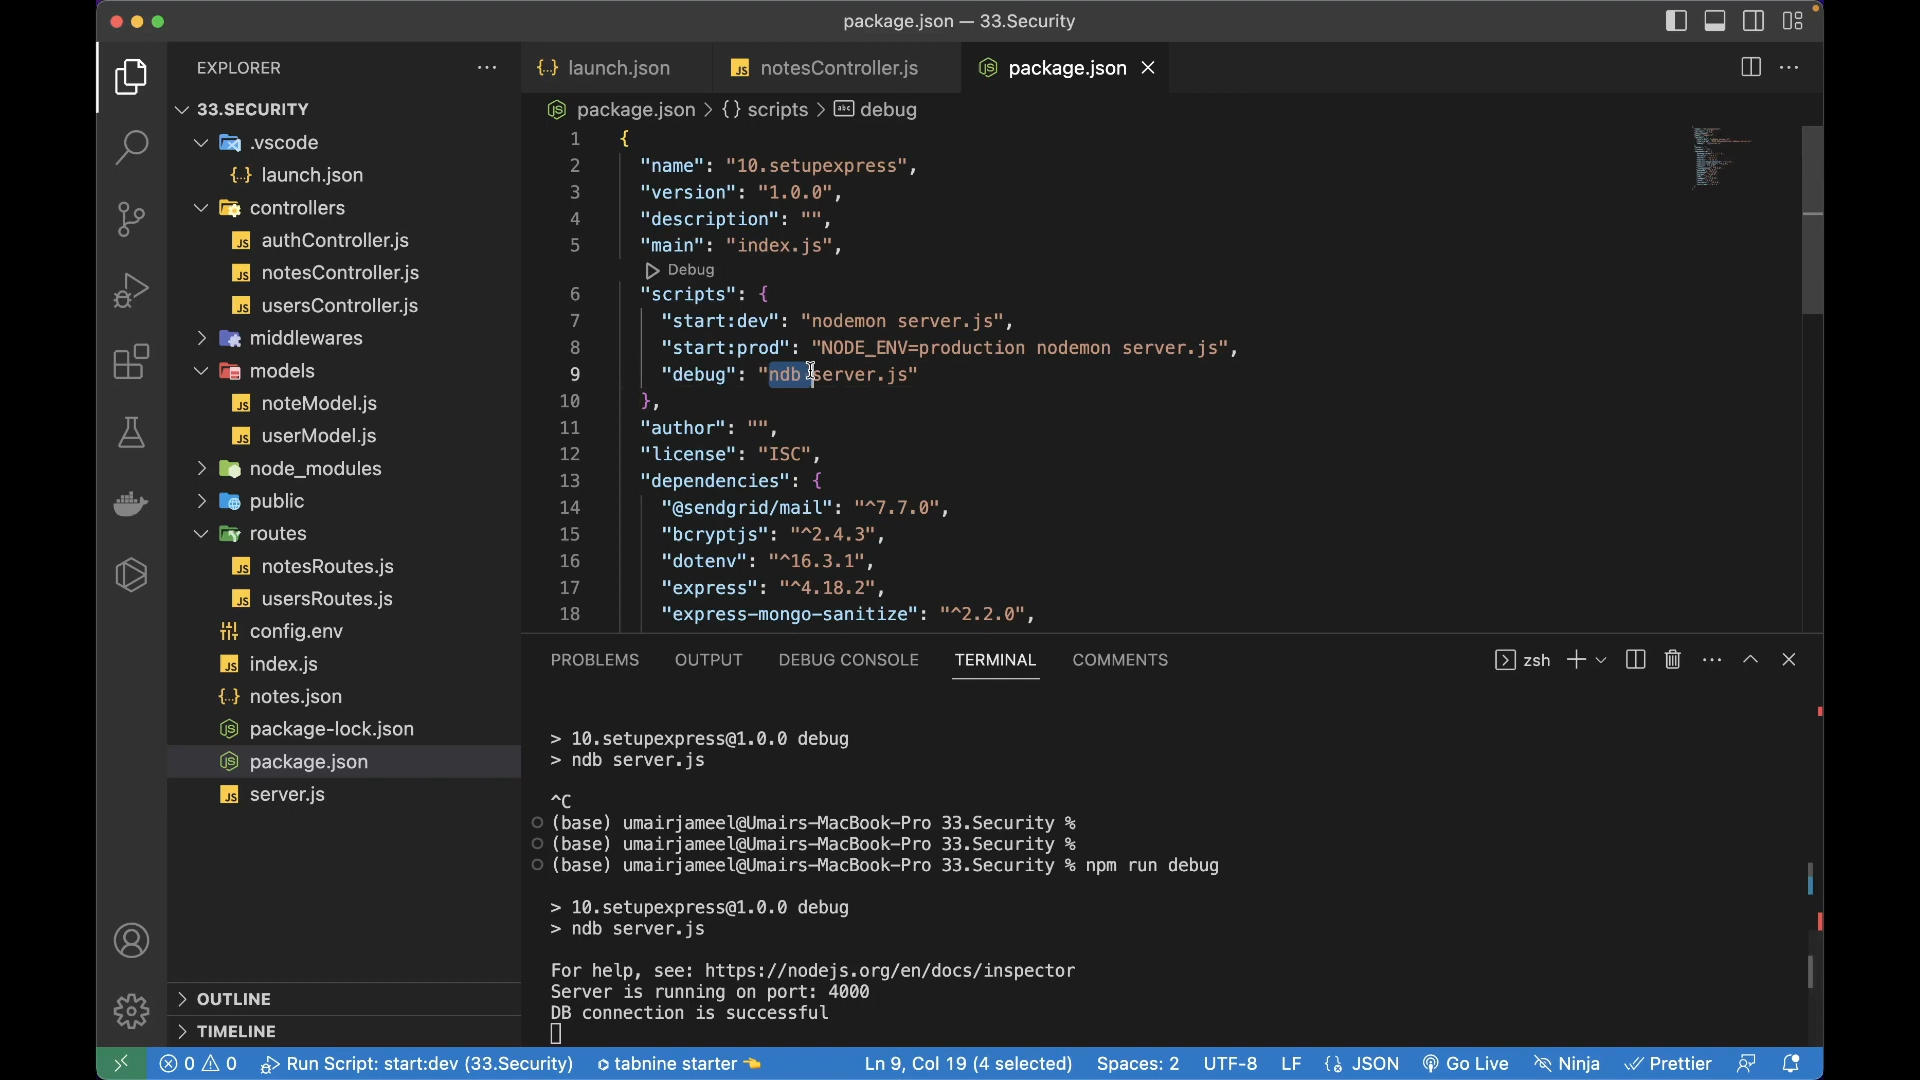 package.json — 33.Security
EXPLORER
33.SECURITY
.vscode
launch.json
controllers
authController.js
notesController.js
usersController.js
middlewares
models
noteModel.js
userModel.js
node_modules
public
routes
notesRoutes.js
usersRoutes.js
config.env
index.js
notes.json
package-lock.json
package.json
server.js
OUTLINE
TIMELINE
launch.json
notesController.js
package.json
package.json > {} scripts > abc debug
1 {
2 "name": "10.setupexpress",
3 "version": "1.0.0",
4 "description": "",
5 "main": "index.js",
Debug
6 "scripts": {
7 "start:dev": "nodemon server.js",
8 "start:prod": "NODE_ENV=production nodemon server.js",
9 "debug": "ndb server.js"
10 },
11 "author": "",
12 "license": "ISC",
13 "dependencies": {
14 "@sendgrid/mail": "^7.7.0",
15 "bcryptjs": "^2.4.3",
16 "dotenv": "^16.3.1",
17 "express": "^4.18.2",
18 "express-mongo-sanitize": "^2.2.0",
PROBLEMS OUTPUT DEBUG CONSOLE TERMINAL COMMENTS
zsh
> 10.setupexpress@1.0.0 debug
> ndb server.js
^C
(base) umairjameel@Umairs-MacBook-Pro 33.Security %
(base) umairjameel@Umairs-MacBook-Pro 33.Security %
(base) umairjameel@Umairs-MacBook-Pro 33.Security % npm run debug
> 10.setupexpress@1.0.0 debug
> ndb server.js
For help, see: https://nodejs.org/en/docs/inspector
Server is running on port: 4000
DB connection is successful
0 0 Run Script: start:dev (33.Security) tabnine starter Ln 9, Col 19 (4 selected) Spaces: 2 UTF-8 LF {} JSON Go Live Ninja Prettier